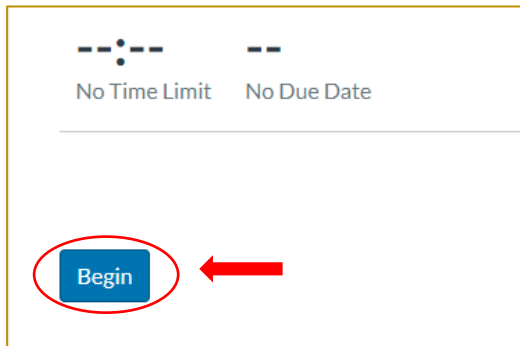 --:-- --
No Time Limit No Due Date
Begin